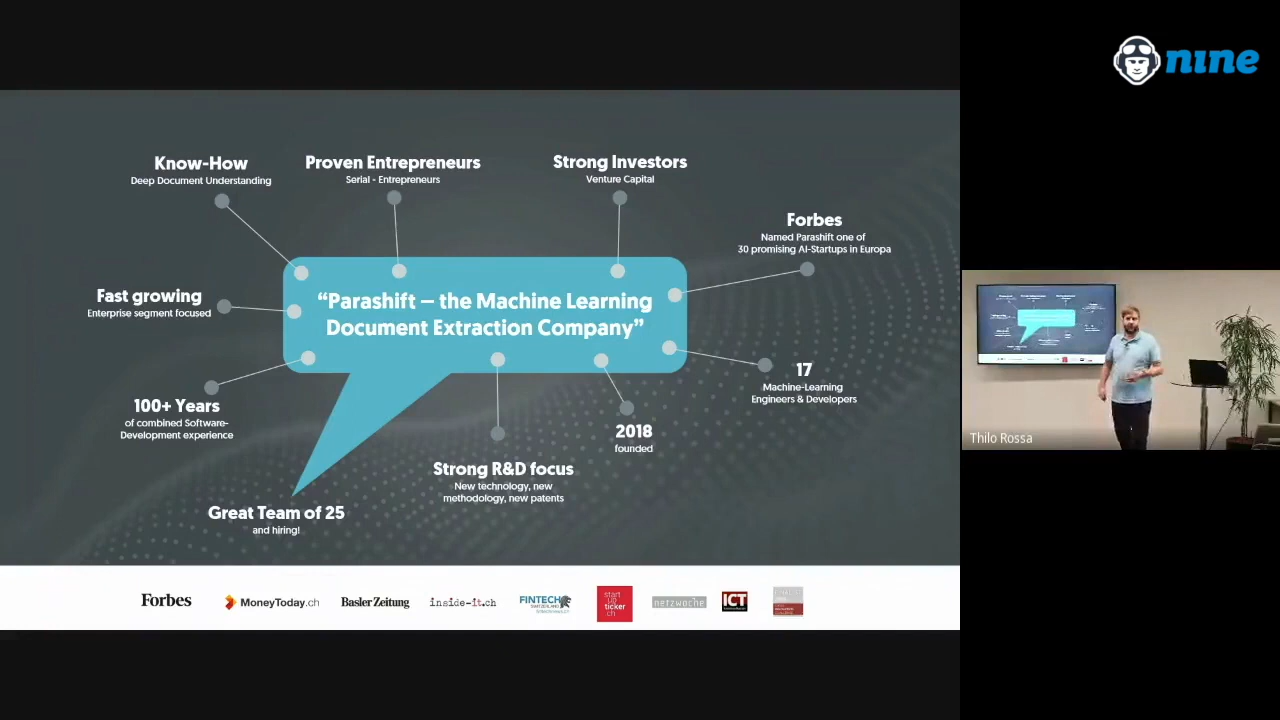 nine
Know-How
Deep Document Understanding
Proven Entrepreneurs
Serial - Entrepreneurs
Strong Investors
Venture Capital
Forbes
Named Parashift one of
30 promising AI-Startups in Europa
Fast growing
Enterprise segment focused
“Parashift – the Machine Learning
Document Extraction Company”
17
Machine-Learning
Engineers & Developers
100+ Years
of combined Software-
Development experience
2018
founded
Strong R&D focus
New technology, new
methodology, new patents
Great Team of 25
and hiring!
Thilo Rossa
Forbes
MoneyToday.ch
Basler Zeitung
inside-it.ch
FINTECH
start
up
ticker
.ch
netzwoche
ICT